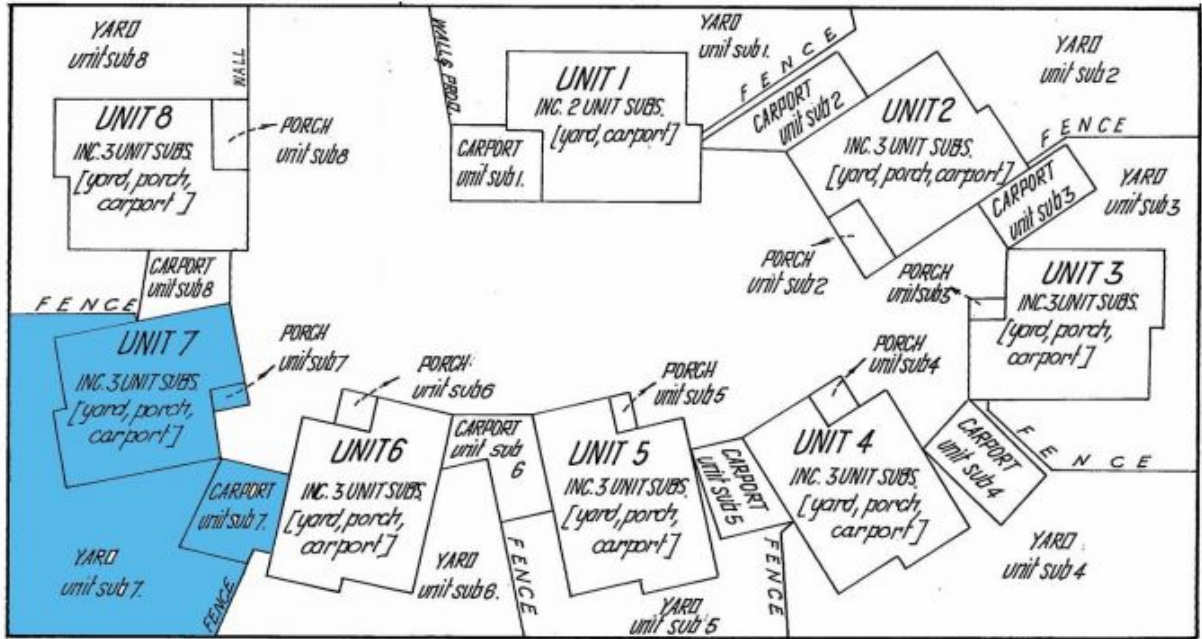 YARD
unit sub 8
WALL
UNIT 8
INC. 3 UNIT SUBS.
[yard, porch,
carport]
PORCH
unit sub 8
CARPORT
unit sub 8
WALL & PROD.
YARD
unit sub 1.
UNIT 1
INC. 2 UNIT SUBS.
[yard, carport]
CARPORT
unit sub 1.
FENCE
CARPORT
unit sub 2
YARD
unit sub 2
UNIT 2
INC. 3 UNIT SUBS.
[yard, porch, carport]
PORCH
unit sub 2
FENCE
CARPORT
unit sub 3
YARD
unit sub 3
UNIT 3
INC. 3 UNIT SUBS.
[yard, porch,
carport]
PORCH
unit sub 3
FENCE
UNIT 7
INC. 3 UNIT SUBS.
[yard, porch,
carport]
PORCH
unit sub 7
CARPORT
unit sub 7.
YARD
unit sub 7.
FENCE
UNIT 6
INC. 3 UNIT SUBS.
[yard, porch,
carport]
PORCH
unit sub 6
CARPORT
unit sub
6
YARD
unit sub 6.
FENCE
UNIT 5
INC. 3 UNIT SUBS.
[yard, porch,
carport]
PORCH
unit sub 5
CARPORT
unit sub 5
YARD
unit sub 5
FENCE
UNIT 4
INC. 3 UNIT SUBS.
[yard, porch,
carport]
PORCH
unit sub 4
CARPORT
unit sub 4
FENCE
YARD
unit sub 4